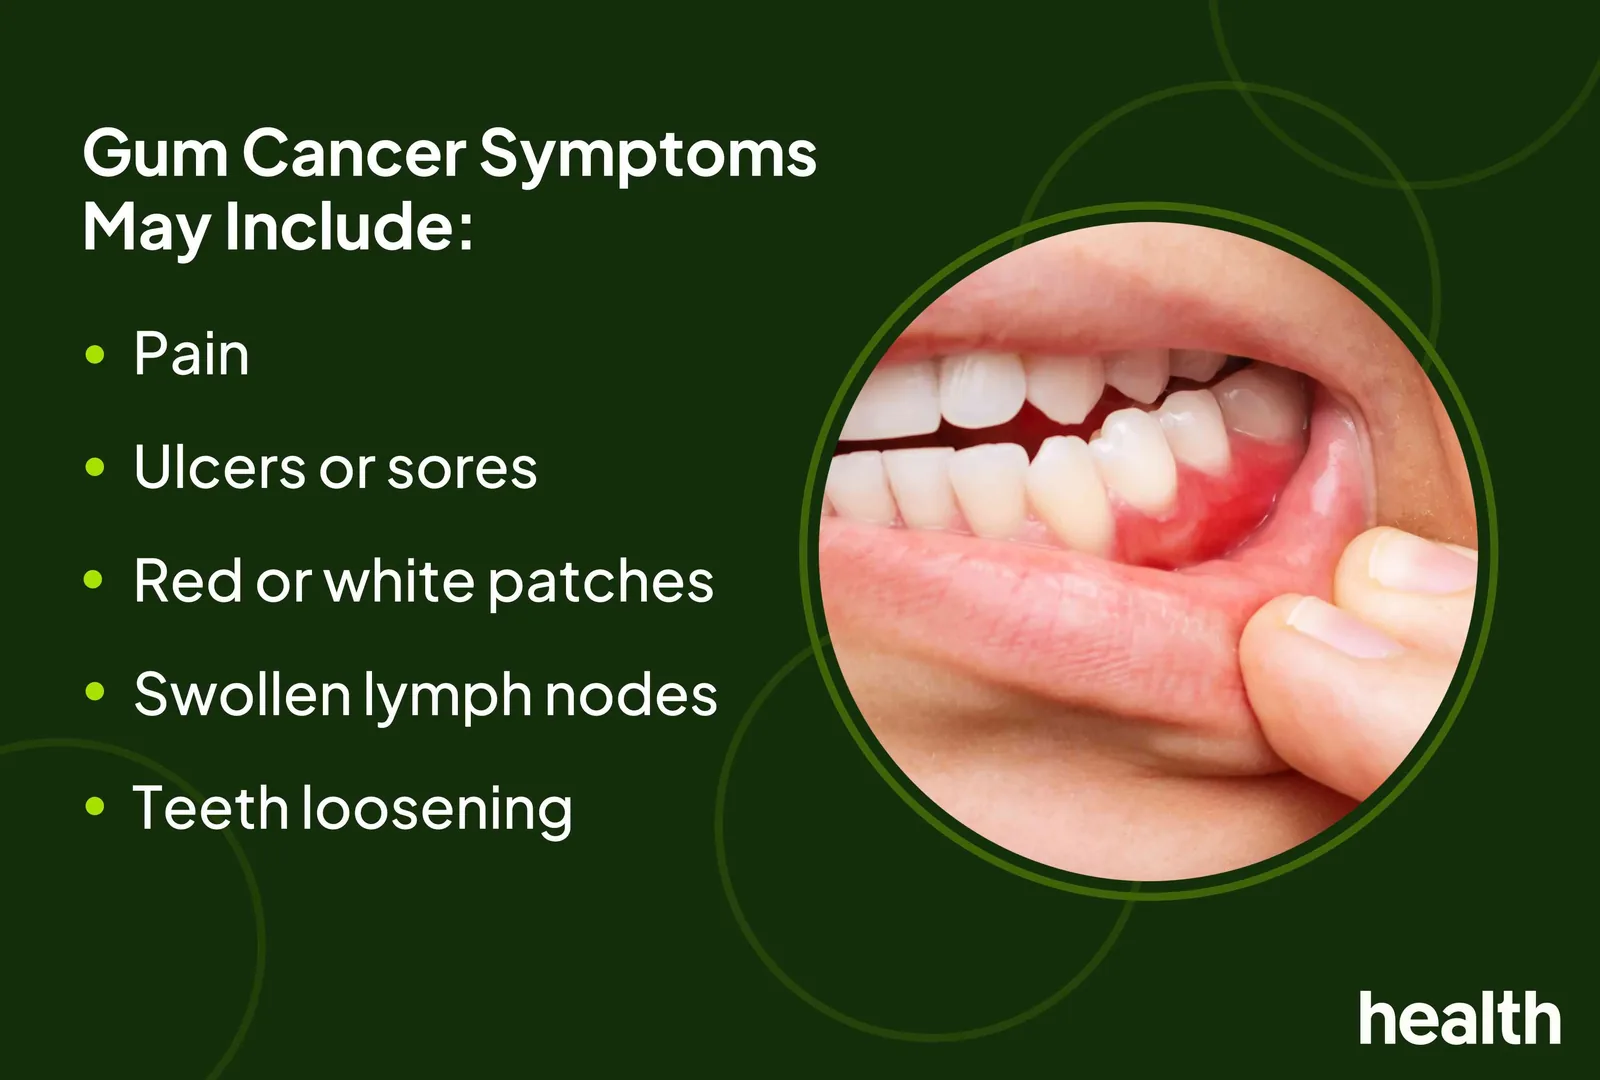 Gum Cancer Symptoms
May Include:
Pain
Ulcers or sores
Red or white patches
Swollen lymph nodes
Teeth loosening
health